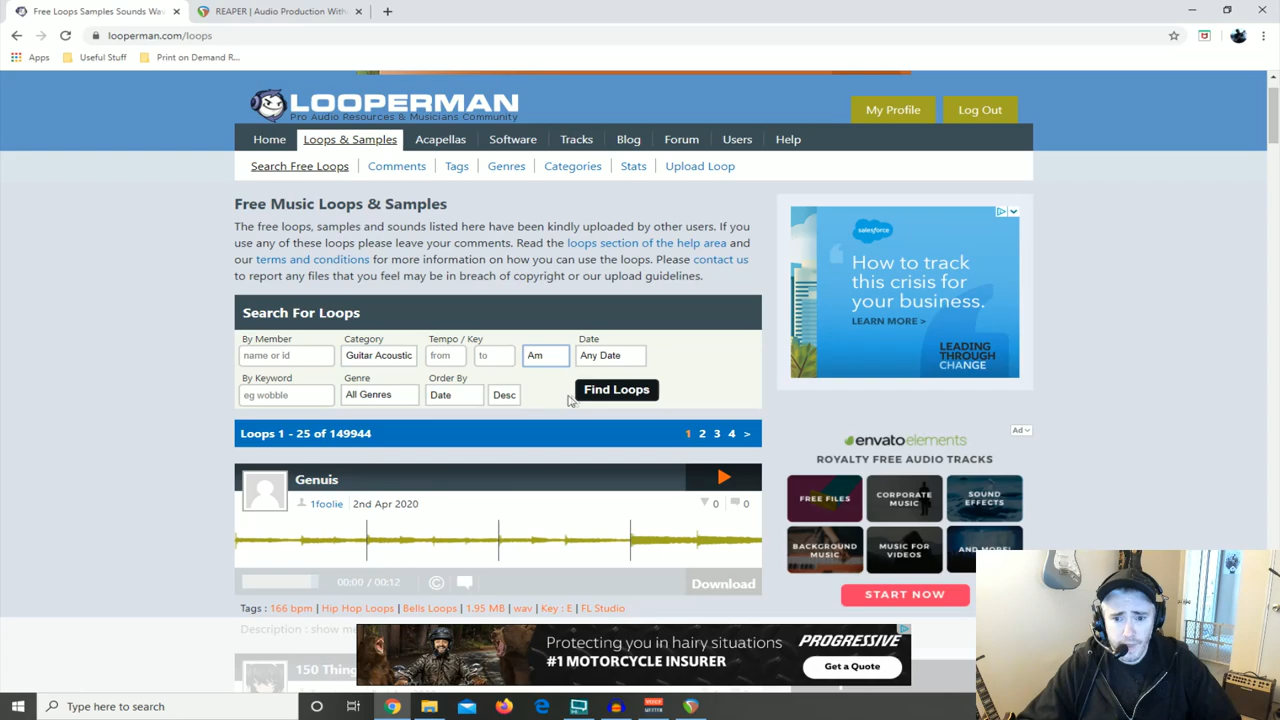 Free Loops Samples Sounds Wav
REAPER | Audio Production With
looperman.com/loops
Apps
Useful Stuff
Print on Demand R...
LOOPERMAN
Pro Audio Resources & Musicians Community
My Profile
Log Out
Home
Loops & Samples
Acapellas
Software
Tracks
Blog
Forum
Users
Help
Search Free Loops
Comments
Tags
Genres
Categories
Stats
Upload Loop
Free Music Loops & Samples
The free loops, samples and sounds listed here have been kindly uploaded by other users. If you
use any of these loops please leave your comments. Read the loops section of the help area and
our terms and conditions for more information on how you can use the loops. Please contact us
to report any files that you feel may be in breach of copyright or our upload guidelines.
Search For Loops
By Member
Category
Tempo / Key
Date
name or id
Guitar Acoustic
from
to
Am
Any Date
By Keyword
Genre
Order By
eg wobble
All Genres
Date
Desc
Find Loops
Loops 1 - 25 of 149944
1 2 3 4 >
Genuis
1foolie
2nd Apr 2020
0
0
00:00 / 00:12
Download
Tags : 166 bpm | Hip Hop Loops | Bells Loops | 1.95 MB | wav | Key : E | FL Studio
Description : show me
150 Thing
salesforce
How to track
this crisis for
your business.
LEARN MORE >
LEADING
THROUGH
CHANGE
Ad
envatoelements
ROYALTY FREE AUDIO TRACKS
FREE FILES
CORPORATE
MUSIC
SOUND
EFFECTS
BACKGROUND
MUSIC
MUSIC FOR
VIDEOS
AND MORE!
START NOW
Protecting you in hairy situations
#1 MOTORCYCLE INSURER
PROGRESSIVE
Get a Quote
Type here to search